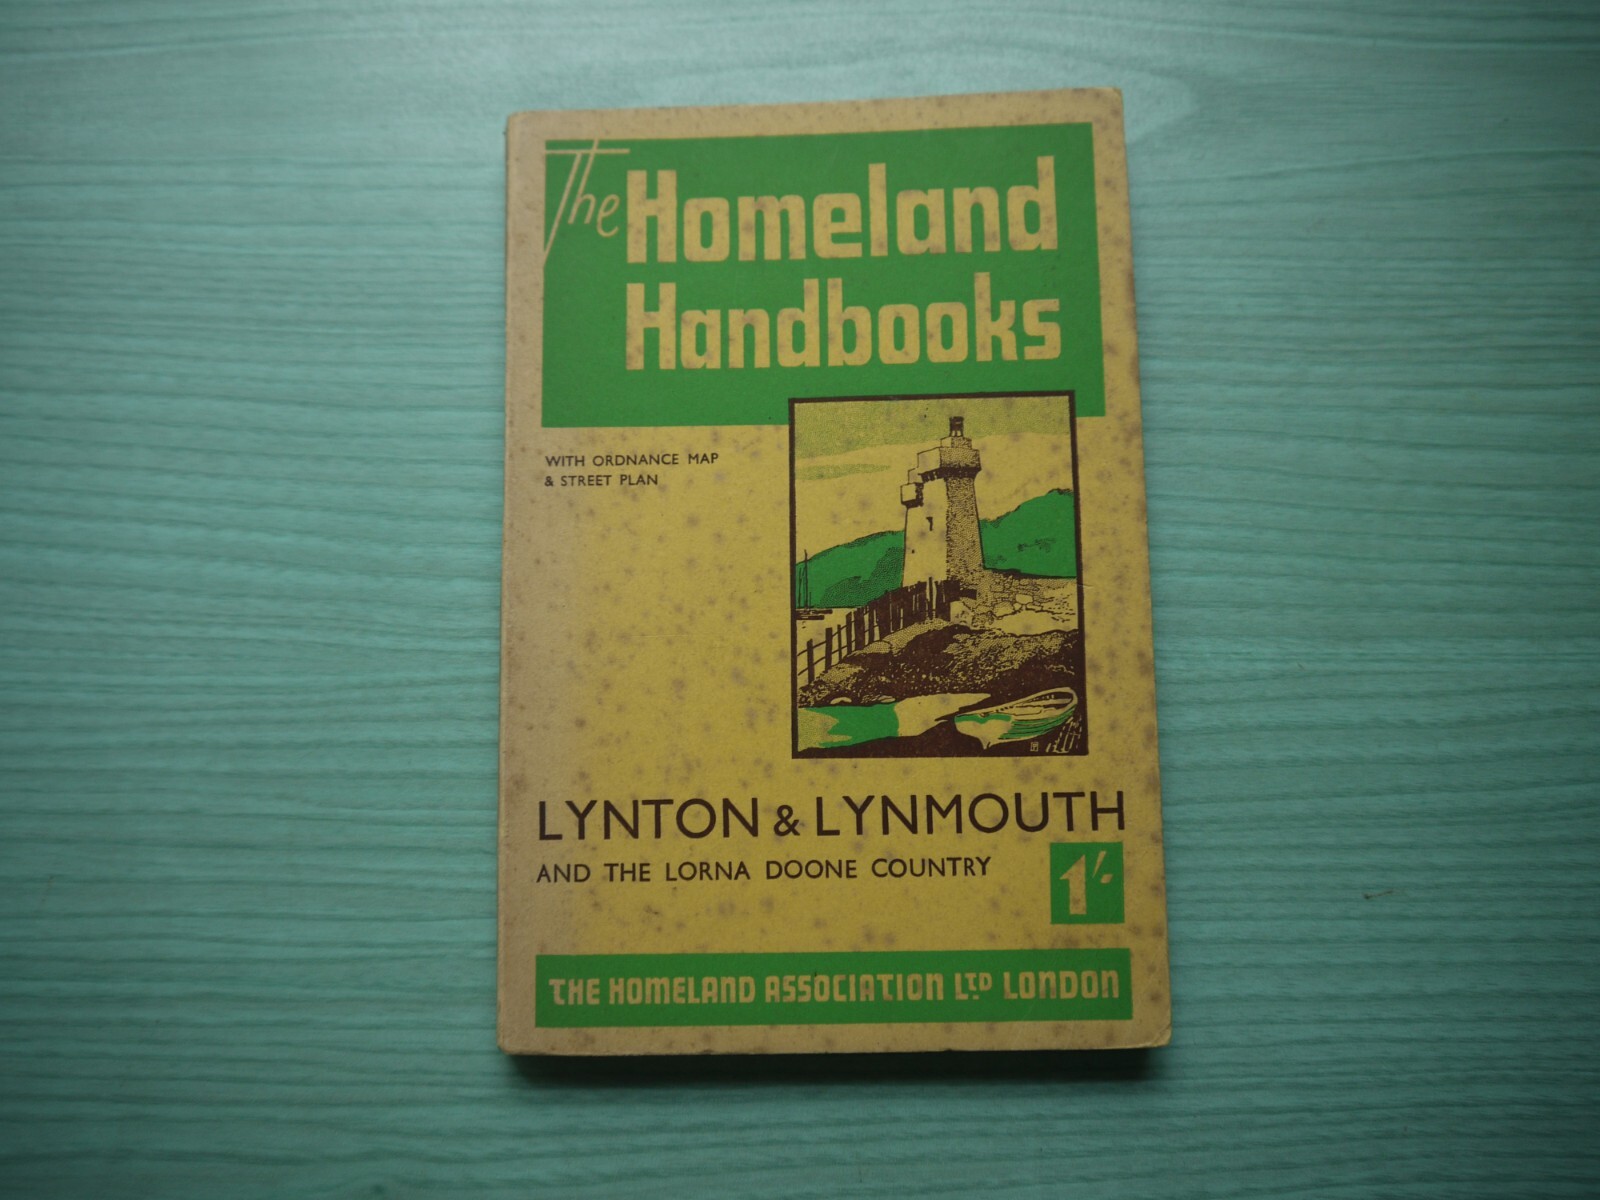 The Homeland
Handbooks
WITH ORDNANCE MAP
& STREET PLAN
LYNTON & LYNMOUTH
AND THE LORNA DOONE COUNTRY
1/-
THE HOMELAND ASSOCIATION LTD LONDON